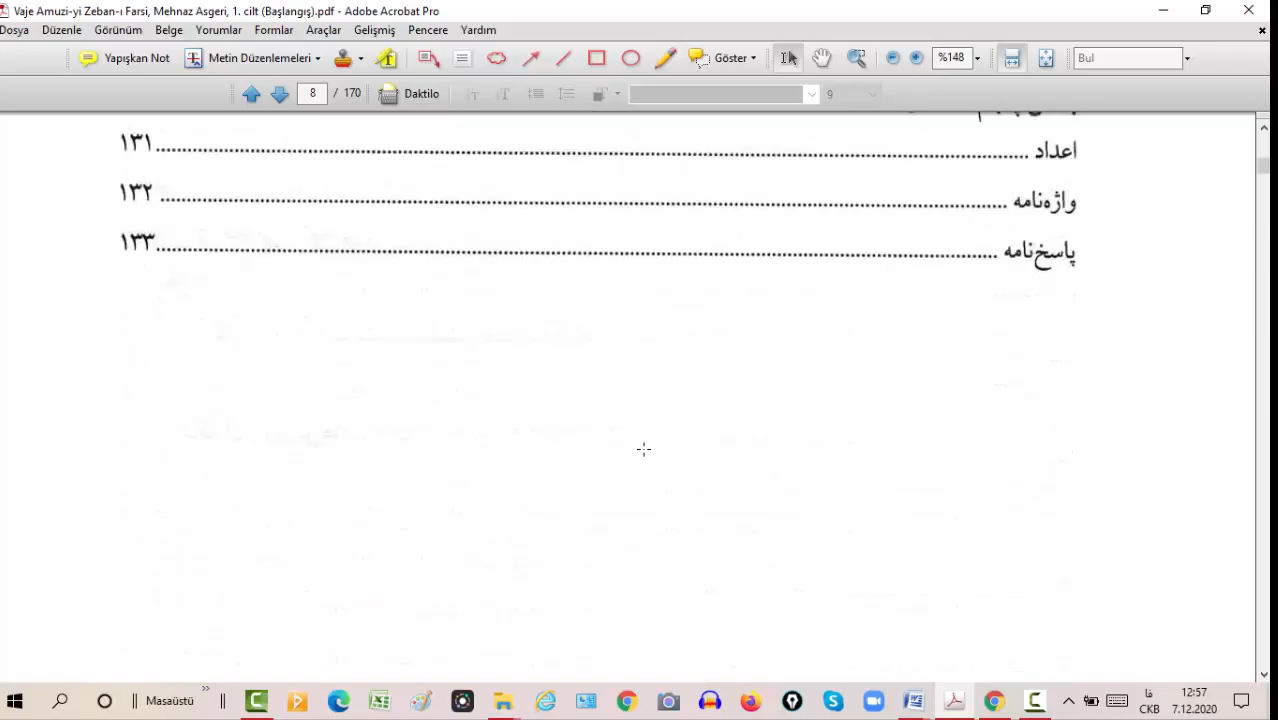 Vaje Amuzi-yi Zeban-ı Farsi, Mehnaz Asgeri, 1. cilt (Başlangış).pdf - Adobe Acrobat Pro
Dosya Düzenle Görünüm Belge Yorumlar Formlar Araçlar Gelişmiş Pencere Yardım
Yapışkan Not Metin Düzenlemeleri Göster %148 Bul
8 / 170 Daktilo 9
اعداد ........ ۱۳۱
واژه‌نامه ........ ۱۳۲
پاسخ‌نامه ........ ۱۳۳
Masaüstü فا 12:57
CKB 7.12.2020